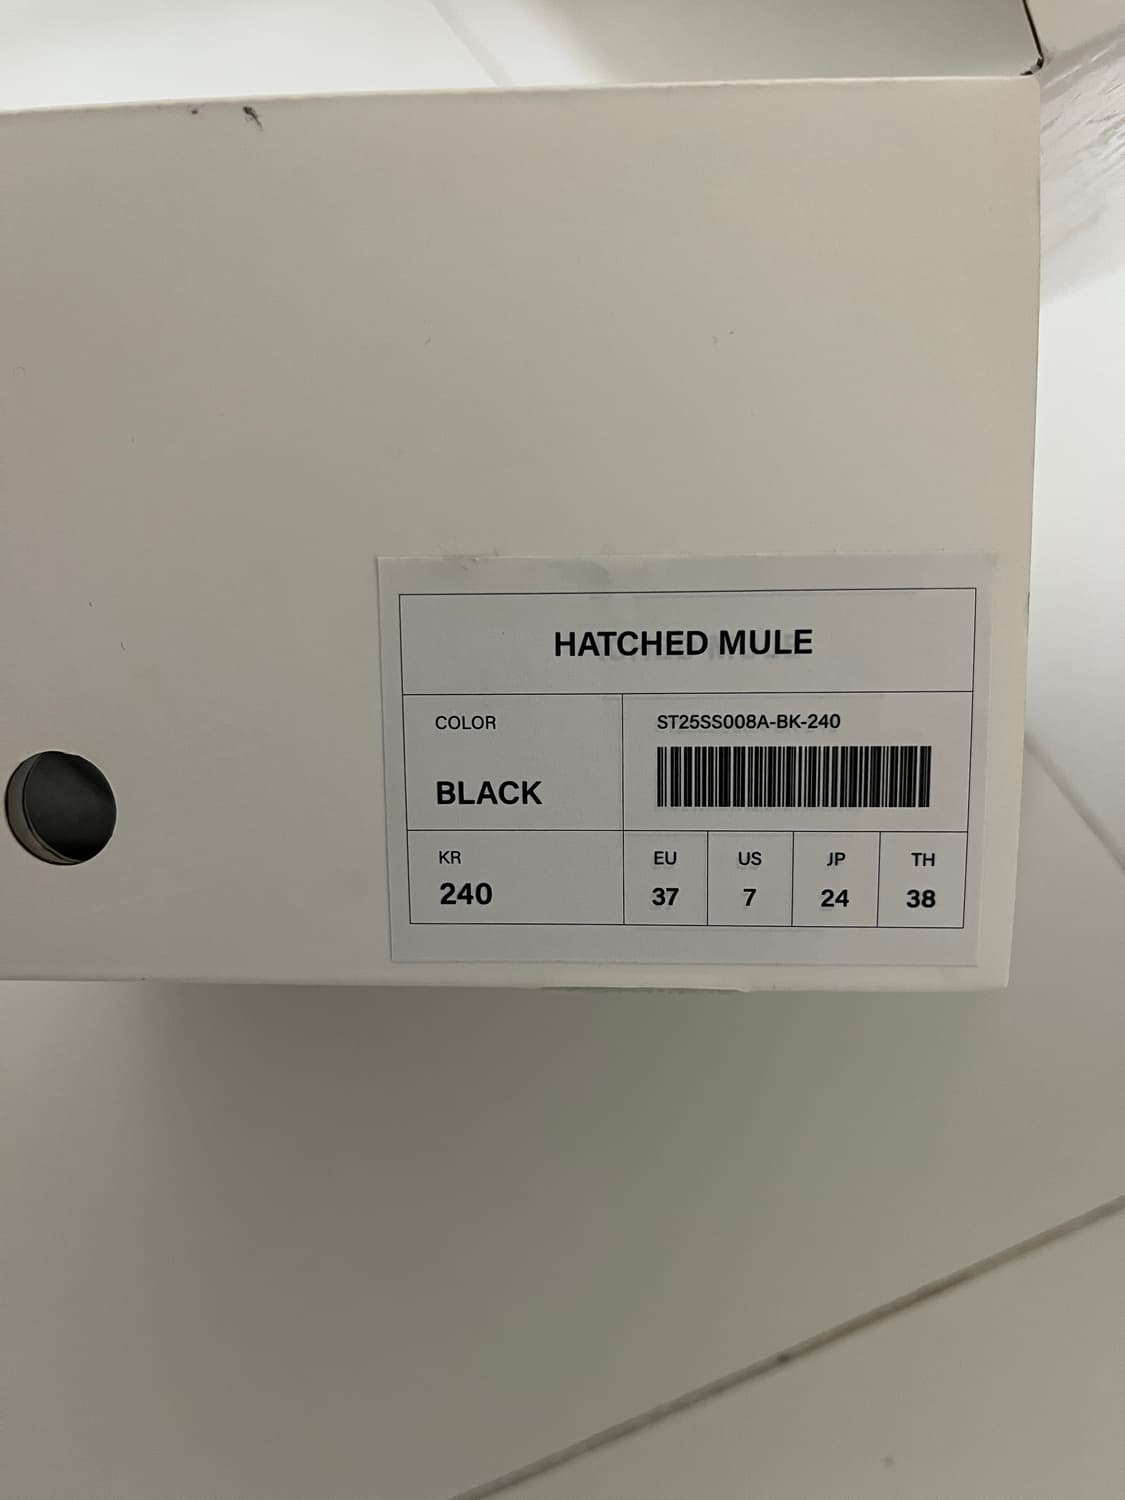 HATCHED MULE
COLOR
BLACK
ST25SS008A-BK-240
KR
240
EU
37
US
7
JP
24
TH
38